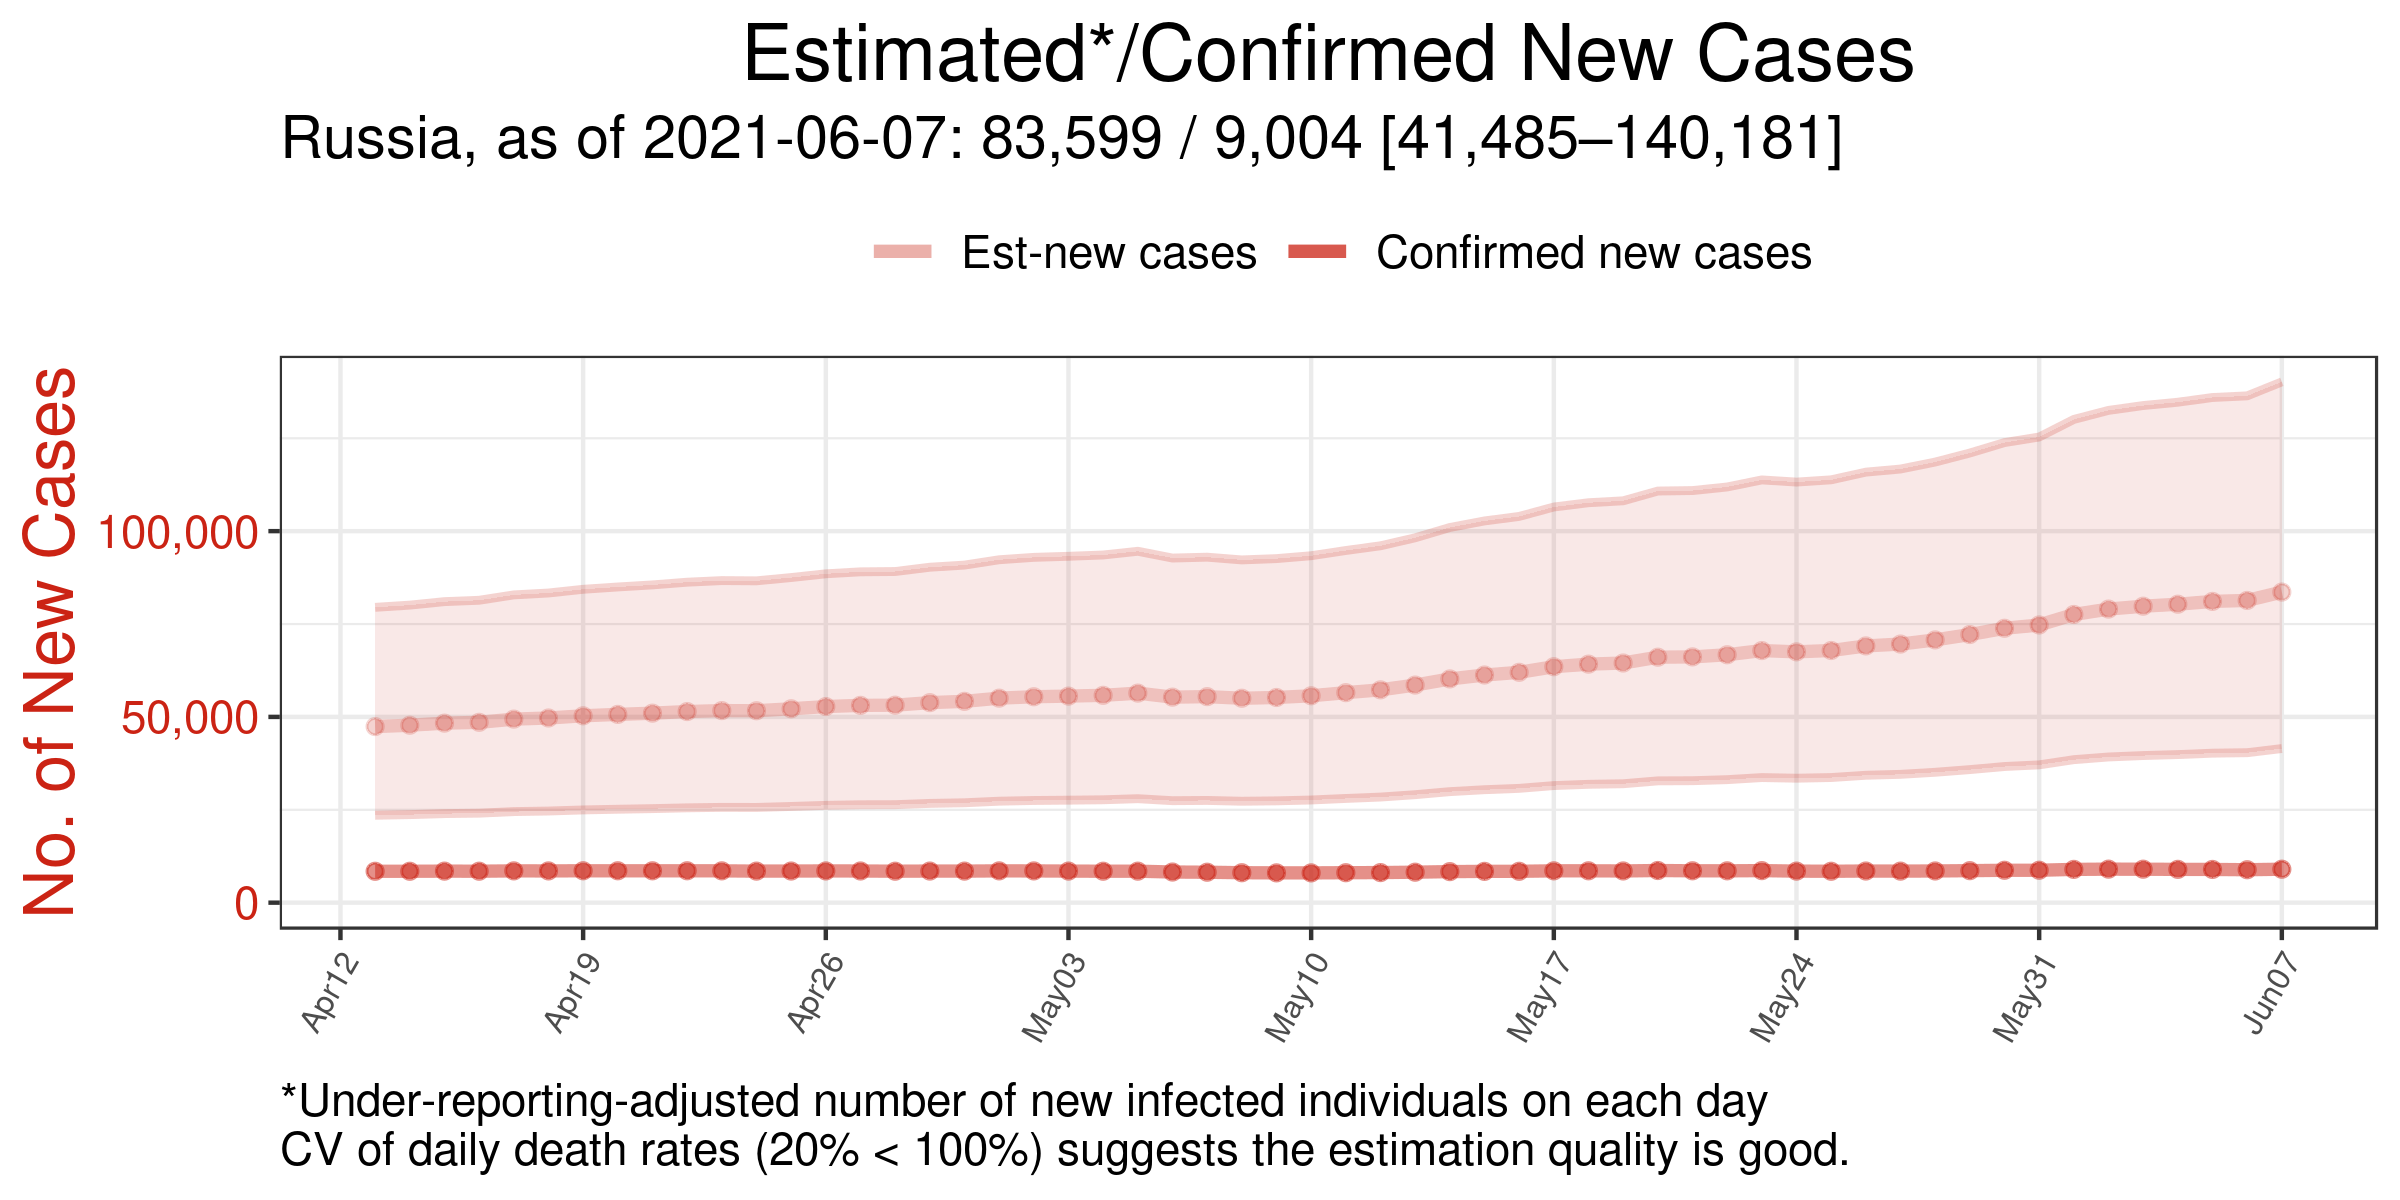 Estimated*/Confirmed New Cases
Russia, as of 2021-06-07: 83,599 / 9,004 [41,485–140,181]
Est-new cases
Confirmed new cases
No. of New Cases
100,000
50,000
0
Apr12
Apr19
Apr26
May03
May10
May17
May24
May31
Jun07
*Under-reporting-adjusted number of new infected individuals on each day
CV of daily death rates (20% < 100%) suggests the estimation quality is good.